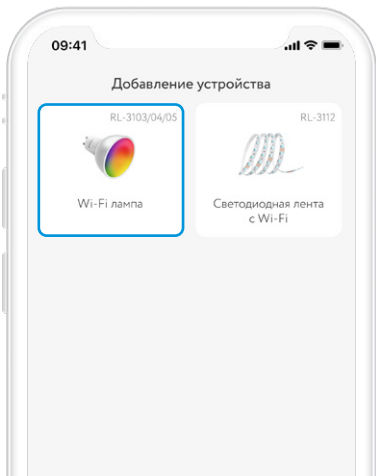 09:41
Добавление устройства
RL-3103/04/05
RL-3112
Wi-Fi лампа
Светодиодная лента
с Wi-Fi